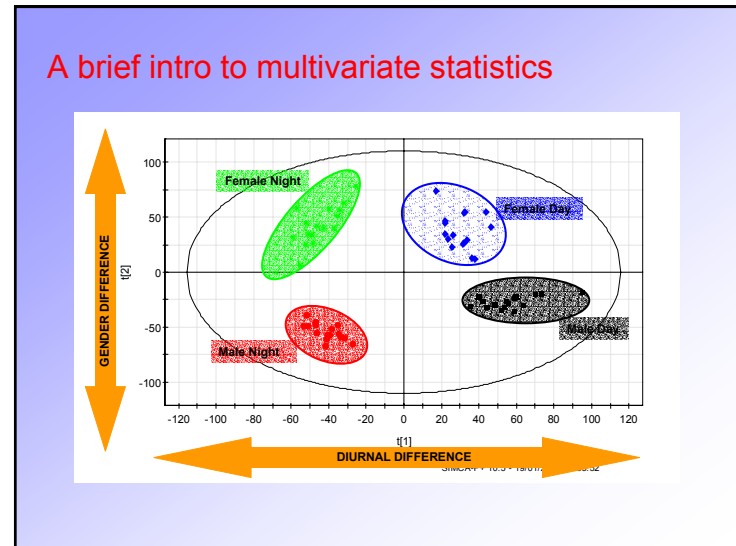 A brief intro to multivariate statistics
GENDER DIFFERENCE
t[2]
100
50
0
-50
-100
Female Night
Female Day
Male Night
Male Day
-120 -100 -80 -60 -40 -20 0 20 40 60 80 100 120
t[1]
DIURNAL DIFFERENCE